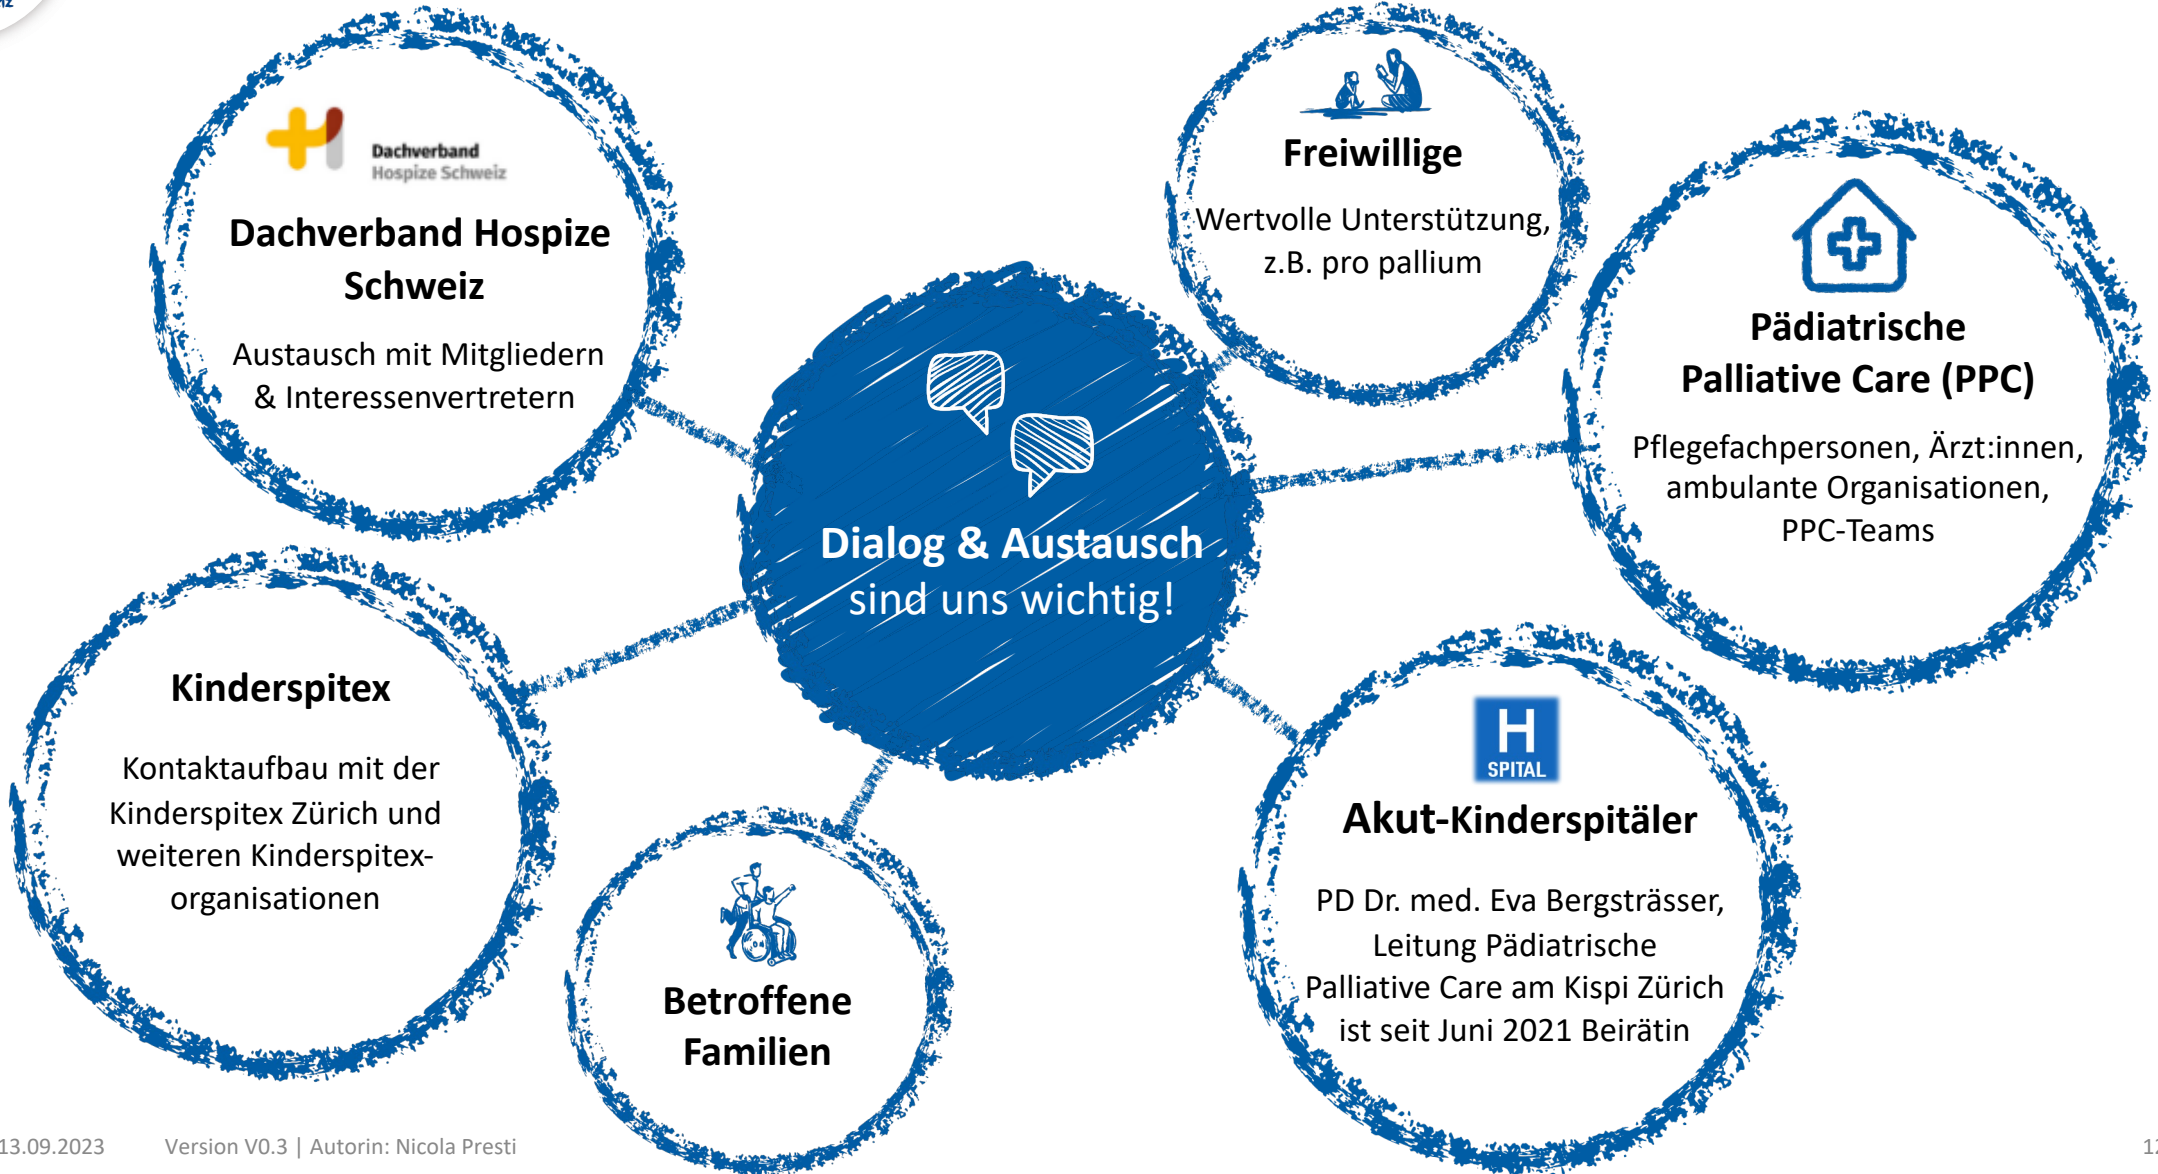 Dachverband
Hospize Schweiz
Dachverband Hospize
Schweiz
Austausch mit Mitgliedern
& Interessenvertretern
Freiwillige
Wertvolle Unterstützung,
z.B. pro pallium
Pädiatrische
Palliative Care (PPC)
Pflegefachpersonen, Ärzt:innen,
ambulante Organisationen,
PPC-Teams
Dialog & Austausch
sind uns wichtig!
Kinderspitex
Kontaktaufbau mit der
Kinderspitex Zürich und
weiteren Kinderspitex-
organisationen
Betroffene
Familien
H
SPITAL
Akut-Kinderspitäler
PD Dr. med. Eva Bergsträsser,
Leitung Pädiatrische
Palliative Care am Kispi Zürich
ist seit Juni 2021 Beirätin
13.09.2023
Version V0.3 | Autorin: Nicola Presti
12